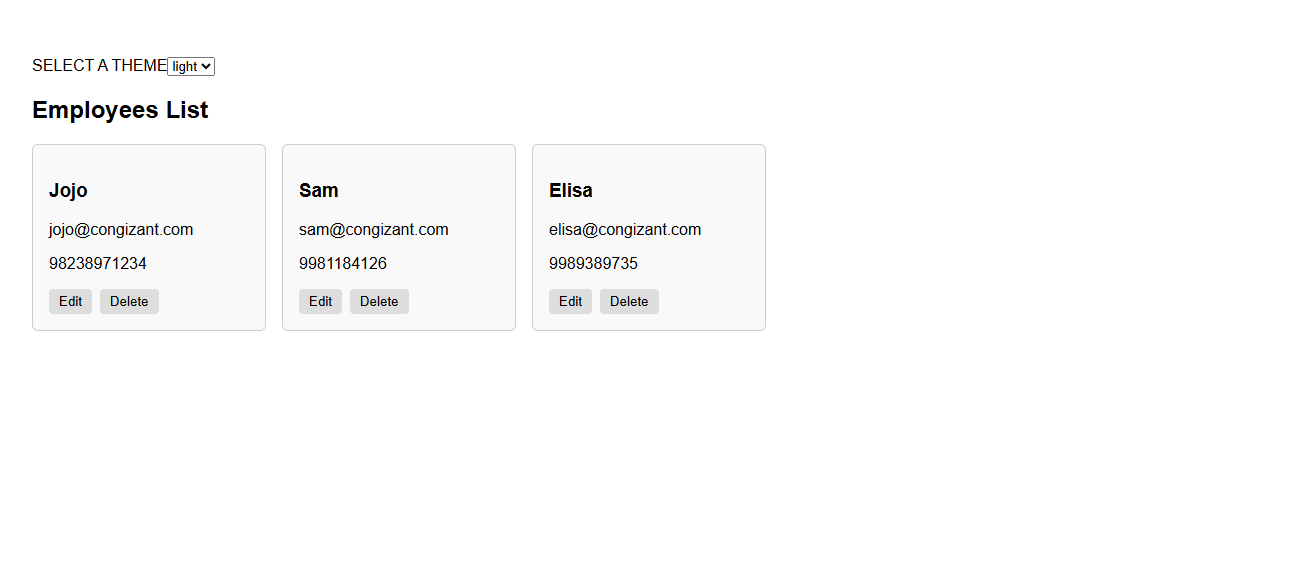 SELECT A THEME light
Employees List
Jojo
jojo@congizant.com
98238971234
Edit Delete
Sam
sam@congizant.com
9981184126
Edit Delete
Elisa
elisa@congizant.com
9989389735
Edit Delete